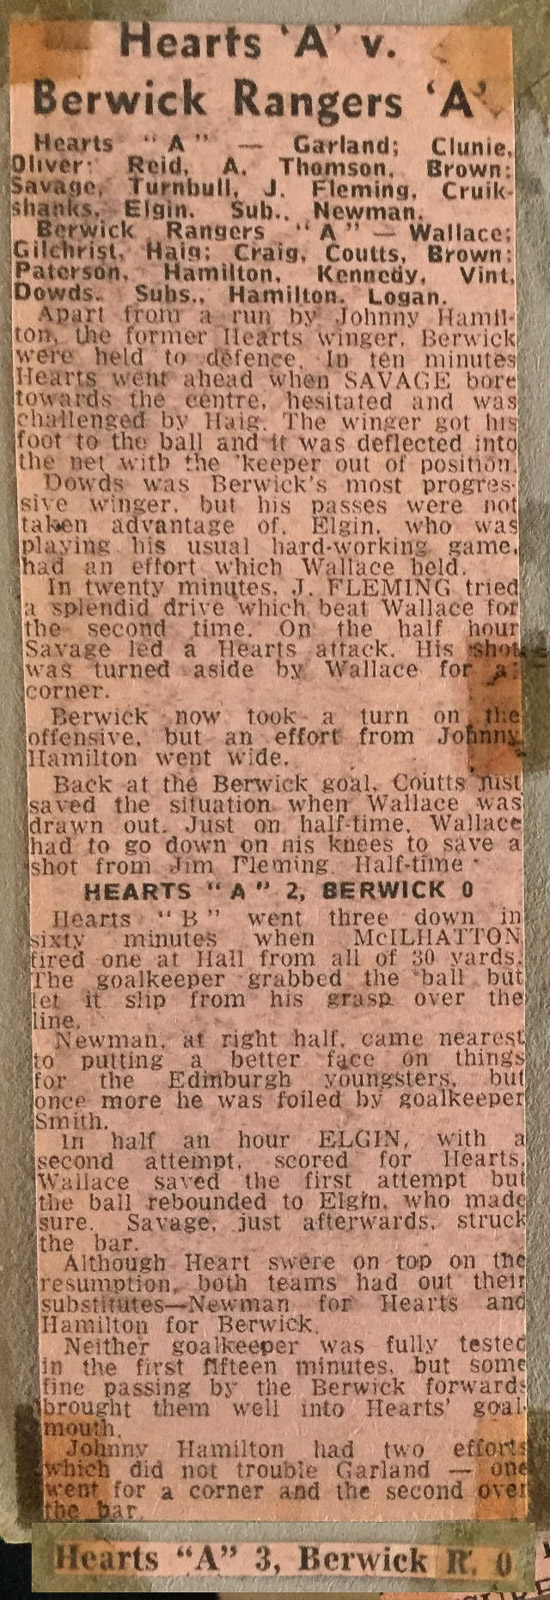 Hearts 'A' v.
Berwick Rangers 'A'
Hearts "A" — Garland; Clunie,
Oliver; Reid, A. Thomson, Brown;
Savage, Turnbull, J. Fleming, Cruik-
shanks, Elgin. Sub., Newman.
Berwick Rangers "A" — Wallace;
Gilchrist, Haig; Craig, Coutts, Brown;
Paterson, Hamilton, Kennedy, Vint,
Dowds. Subs., Hamilton, Logan.
Apart from a run by Johnny Hamil-
ton, the former Hearts winger, Berwick
were held to defence. In ten minutes
Hearts went ahead when SAVAGE bore
towards the centre, hesitated and was
challenged by Haig. The winger got his
foot to the ball and it was deflected into
the net with the 'keeper out of position.
Dowds was Berwick's most progres-
sive winger, but his passes were not
taken advantage of. Elgin, who was
playing his usual hard-working game,
had an effort which Wallace held.
In twenty minutes, J. FLEMING tried
a splendid drive which beat Wallace for
the second time. On the half hour
Savage led a Hearts attack. His shot
was turned aside by Wallace for a
corner.
Berwick now took a turn on the
offensive, but an effort from Johnny
Hamilton went wide.
Back at the Berwick goal, Coutts just
saved the situation when Wallace was
drawn out. Just on half-time, Wallace
had to go down on his knees to save a
shot from Jim Fleming. Half-time
HEARTS "A" 2, BERWICK 0
Hearts "B" went three down in
sixty minutes when McILHATTON
fired one at Hall from all of 30 yards.
The goalkeeper grabbed the ball but
let it slip from his grasp over the
line.
Newman, at right half, came nearest
to putting a better face on things
for the Edinburgh youngsters, but
once more he was foiled by goalkeeper
Smith.
In half an hour ELGIN, with a
second attempt, scored for Hearts.
Wallace saved the first attempt but
the ball rebounded to Elgin, who made
sure. Savage, just afterwards, struck
the bar.
Although Heart swere on top on the
resumption, both teams had out their
substitutes—Newman for Hearts and
Hamilton for Berwick.
Neither goalkeeper was fully tested
in the first fifteen minutes, but some
fine passing by the Berwick forwards
brought them well into Hearts' goal-
mouth.
Johnny Hamilton had two efforts
which did not trouble Garland — one
went for a corner and the second over
the bar.
Hearts "A" 3, Berwick R. 0